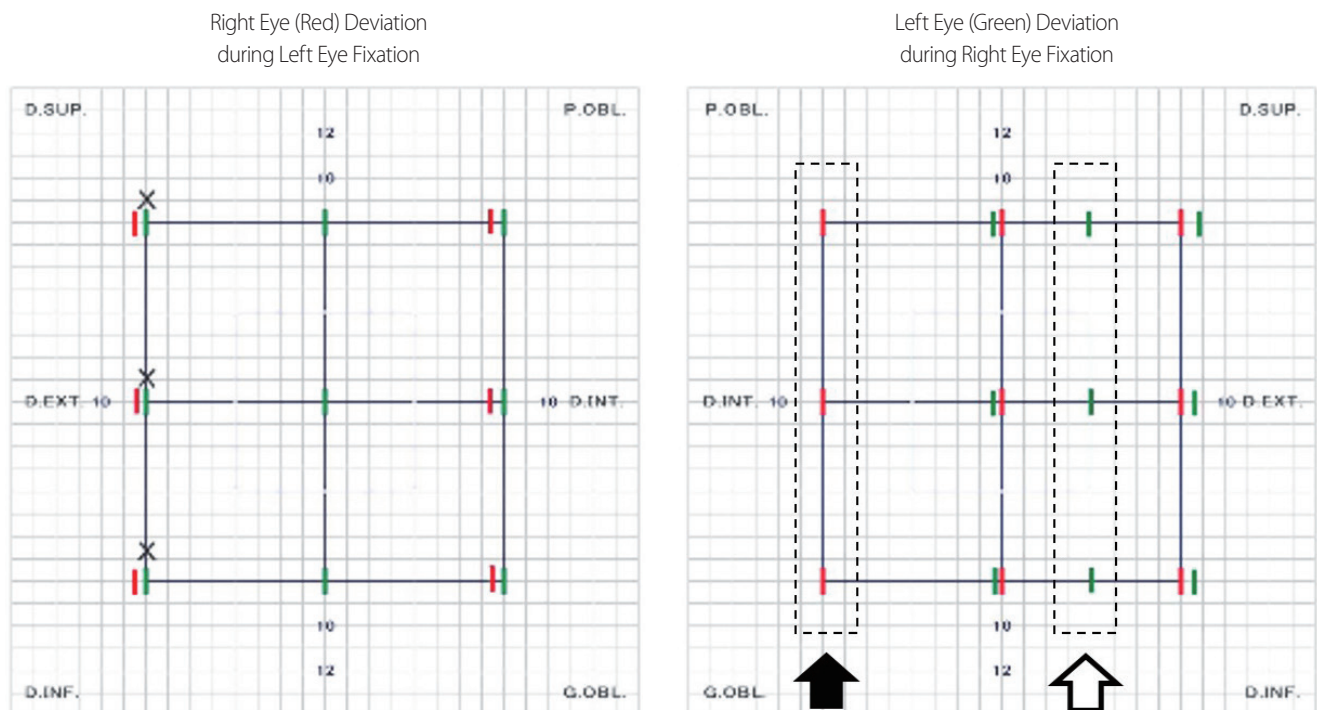 Right Eye (Red) Deviation
during Left Eye Fixation
D.SUP.
P.OBL.
12
10
D.EXT. 10
10 D.INT.
10
12
D.INF.
G.OBL.
Left Eye (Green) Deviation
during Right Eye Fixation
P.OBL.
D.SUP.
12
10
D.INT. 10
10 D.EXT.
10
12
G.OBL.
D.INF.